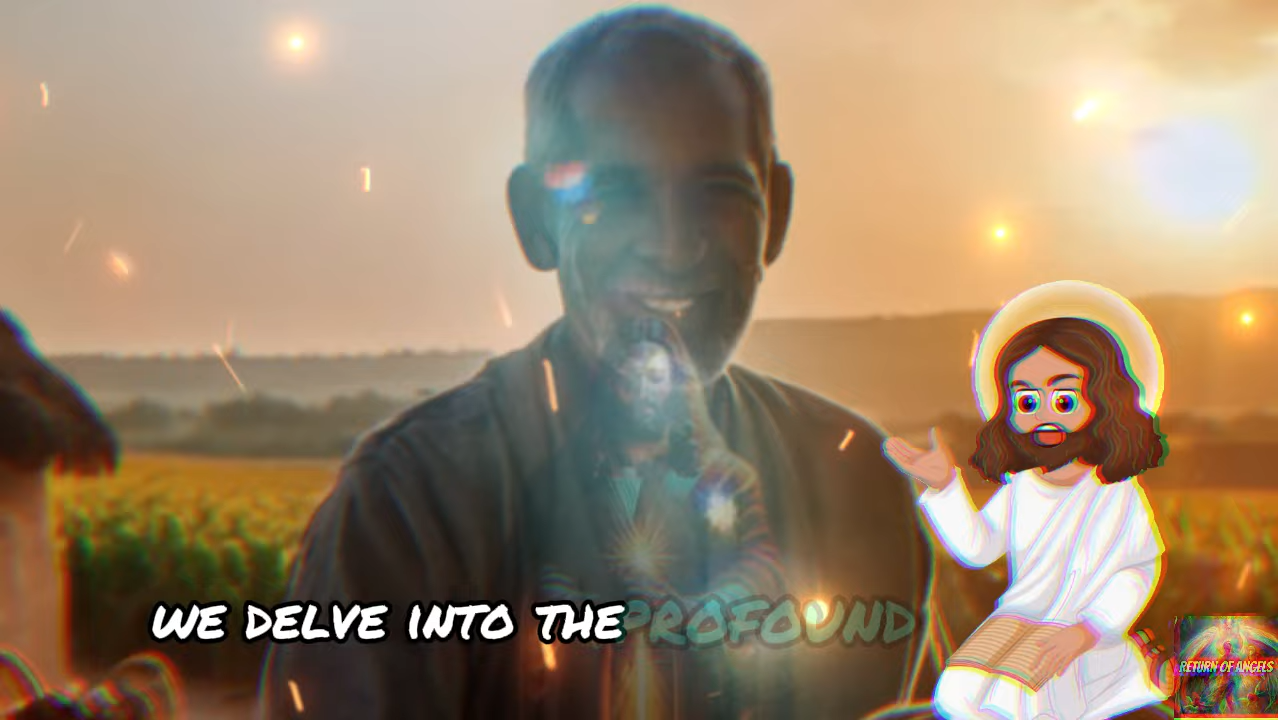 WE DELVE INTO THE PROFOUND
RETURN OF ANGELS